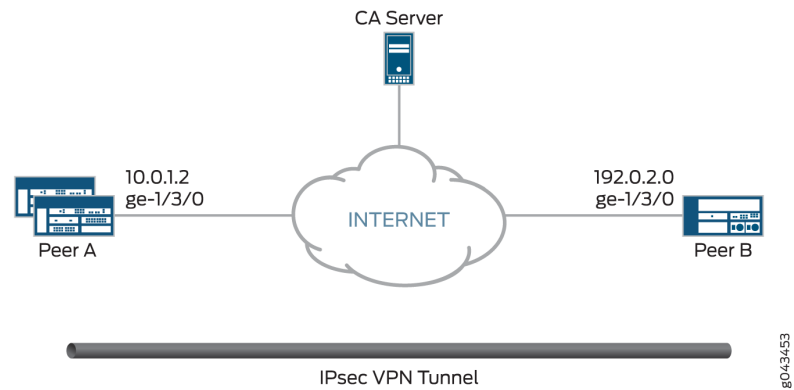 CA Server
10.0.1.2
ge-1/3/0
192.0.2.0
ge-1/3/0
INTERNET
Peer A
Peer B
IPsec VPN Tunnel
g043453